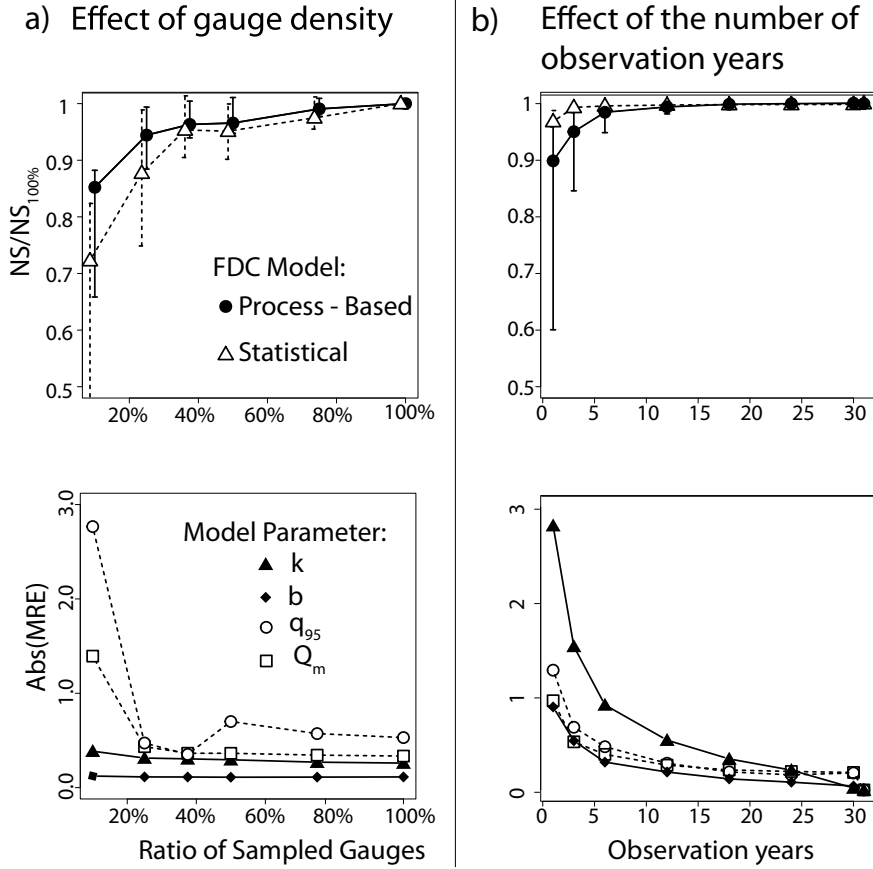 a) Effect of gauge density
NS/NS100%
1
0.9
0.8
0.7
0.6
0.5
FDC Model:
Process - Based
Statistical
20% 40% 60% 80% 100%
b) Effect of the number of
observation years
1
0.9
0.8
0.7
0.6
0.5
0 5 10 15 20 25 30
Abs(MRE)
3.0
2.0
1.0
0.0
Model Parameter:
k
b
q95
Qm
20% 40% 60% 80% 100%
Ratio of Sampled Gauges
3
2
1
0
0 5 10 15 20 25 30
Observation years